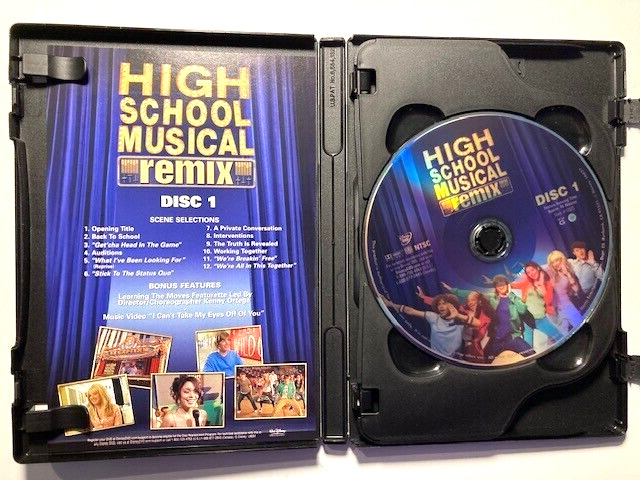 HIGH
SCHOOL
MUSICAL
remix
DISC 1
SCENE SELECTIONS
1. Opening Title
2. Back To School
3. "Get'cha Head In The Game"
4. Auditions
5. "What I've Been Looking For"
(Reprise)
6. "Stick To The Status Quo"
7. A Private Conversation
8. Interventions
9. The Truth Is Revealed
10. Working Together
11. "We're Breakin' Free"
12. "We're All In This Together"
BONUS FEATURES
Learning The Moves Featurette Led By
Director/Choreographer Kenny Ortega
Music Video "I Can't Take My Eyes Off Of You"
U.S.PAT. No.
HIGH
SCHOOL
MUSICAL
remix
DISC 1
DVD
NTSC